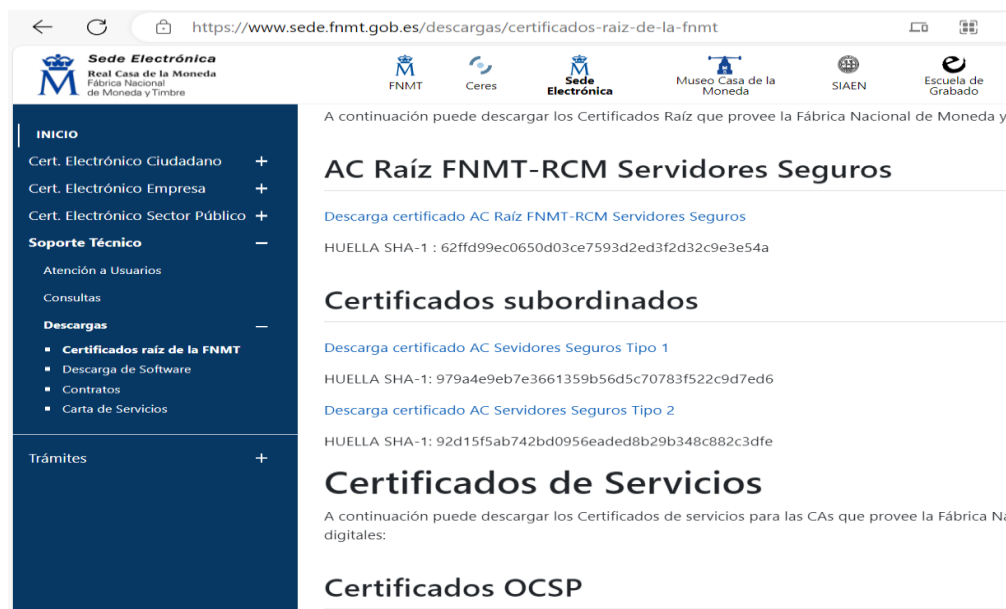 https://www.sede.fnmt.gob.es/descargas/certificados-raiz-de-la-fnmt
Sede Electrónica
Real Casa de la Moneda
Fábrica Nacional
de Moneda y Timbre
FNMT
Ceres
Sede
Electrónica
Museo Casa de la
Moneda
SIAEN
Escuela de
Grabado
INICIO
Cert. Electrónico Ciudadano +
Cert. Electrónico Empresa +
Cert. Electrónico Sector Público +
Soporte Técnico −
Atención a Usuarios
Consultas
Descargas −
Certificados raíz de la FNMT
Descarga de Software
Contratos
Carta de Servicios
Trámites +
A continuación puede descargar los Certificados Raíz que provee la Fábrica Nacional de Moneda y
AC Raíz FNMT-RCM Servidores Seguros
Descarga certificado AC Raíz FNMT-RCM Servidores Seguros
HUELLA SHA-1 : 62ffd99ec0650d03ce7593d2ed3f2d32c9e3e54a
Certificados subordinados
Descarga certificado AC Sevidores Seguros Tipo 1
HUELLA SHA-1: 979a4e9eb7e3661359b56d5c70783f522c9d7ed6
Descarga certificado AC Servidores Seguros Tipo 2
HUELLA SHA-1: 92d15f5ab742bd0956eaded8b29b348c882c3dfe
Certificados de Servicios
A continuación puede descargar los Certificados de servicios para las CAs que provee la Fábrica Na
digitales:
Certificados OCSP